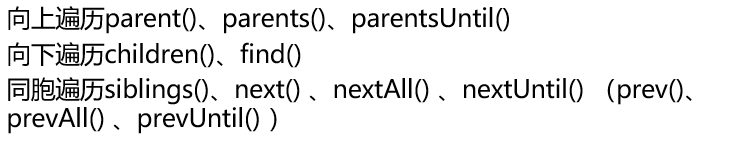 向上遍历parent()、parents()、parentsUntil()
向下遍历children()、find()
同胞遍历siblings()、next() 、nextAll() 、nextUntil() （prev()、
prevAll() 、prevUntil() ）